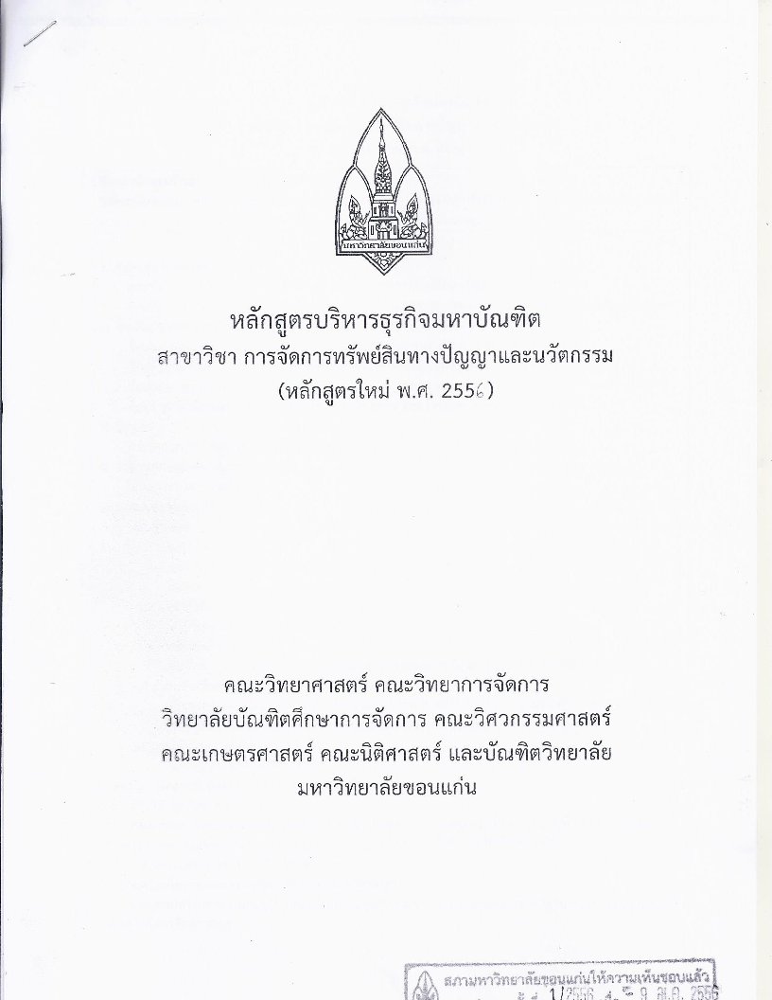 มหาวิทยาลัยขอนแก่น
หลักสูตรบริหารธุรกิจมหาบัณฑิต
สาขาวิชา การจัดการทรัพย์สินทางปัญญาและนวัตกรรม
(หลักสูตรใหม่ พ.ศ. 2556)
คณะวิทยาศาสตร์ คณะวิทยาการจัดการ
วิทยาลัยบัณฑิตศึกษาการจัดการ คณะวิศวกรรมศาสตร์
คณะเกษตรศาสตร์ คณะนิติศาสตร์ และบัณฑิตวิทยาลัย
มหาวิทยาลัยขอนแก่น
สภามหาวิทยาลัยขอนแก่นให้ความเห็นชอบแล้ว
1/2556 9 2556